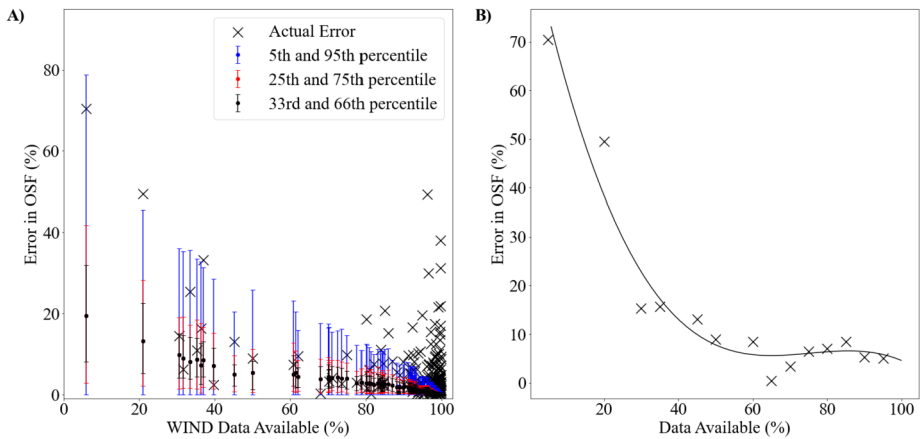 A)
Actual Error
5th and 95th percentile
25th and 75th percentile
33rd and 66th percentile
Error in OSF (%)
80
60
40
20
0
0 20 40 60 80 100
WIND Data Available (%)
B)
Error in OSF (%)
70
60
50
40
30
20
10
0
20 40 60 80 100
Data Available (%)